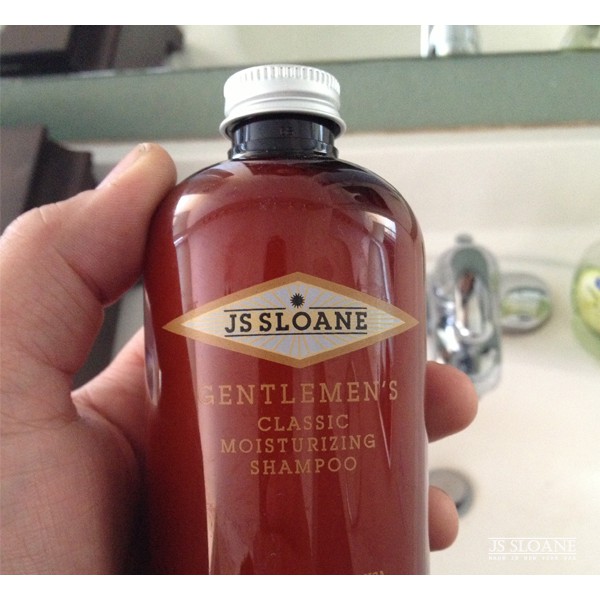 JS SLOANE
GENTLEMEN'S
CLASSIC
MOISTURIZING
SHAMPOO
JS SLOANE